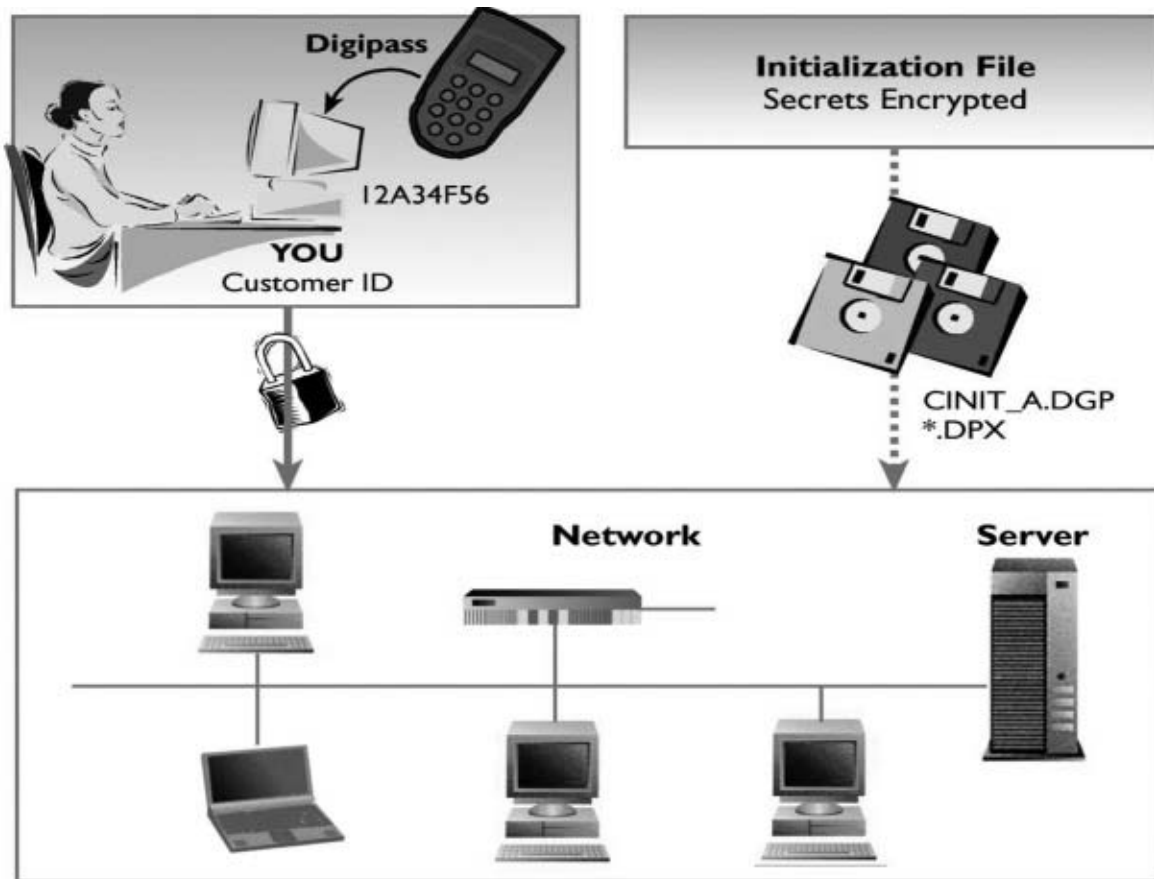 Digipass
12A34F56
YOU
Customer ID
Initialization File
Secrets Encrypted
CINIT_A.DGP
*.DPX
Network
Server